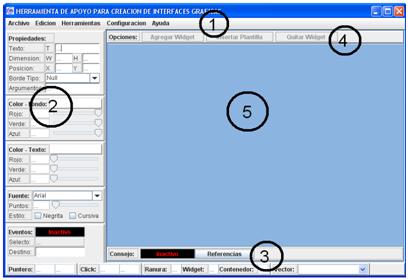 HERRAMIENTA DE APOYO PARA CREACION DE INTERFACES GRAFICAS
Archivo Edicion Herramientas Configuracion Ayuda
1
Propiedades:
Opciones: Agregar Widget Insertar Plantilla Quitar Widget
4
Texto: T ...
Dimension: W ... H ...
Posicion: X ... Y ...
Borde Tipo: Null
Argumento:
Color - Fondo:
2
5
Rojo: ...
Verde: ...
Azul: ...
Color - Texto:
Rojo: ...
Verde: ...
Azul: ...
Fuente: Arial
Puntos: ...
Estilo: Negrita Cursiva
Eventos: Inactivo
Selecto: ...
Destino:
Consejo: Inactivo Referencias
3
Puntero: ... ... Click: ... ... Ranura: ... Widget: ... Contenedor: ... Vector: